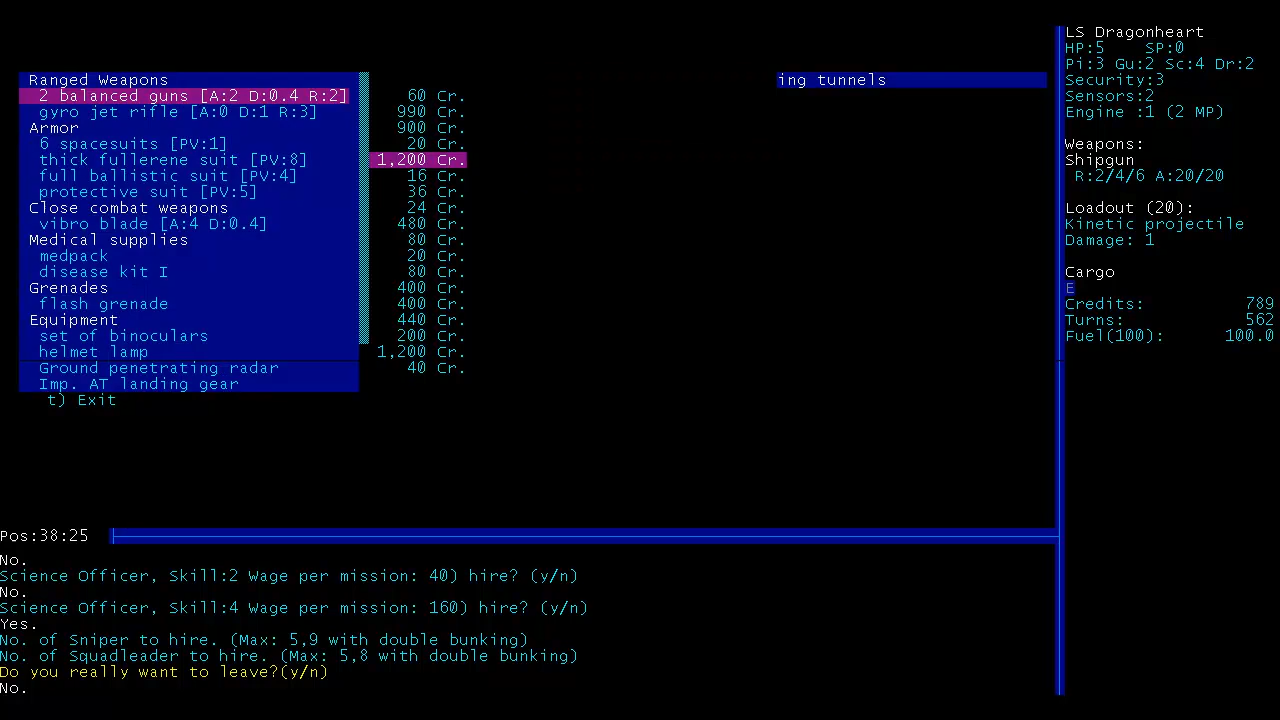 LS Dragonheart
HP:5 SP:0
Pi:3 Gu:2 Sc:4 Dr:2
Security:3
Sensors:2
Engine :1 (2 MP)
Weapons:
Shipgun
R:2/4/6 A:20/20
Loadout (20):
Kinetic projectile
Damage: 1
Cargo
E
Credits: 789
Turns: 562
Fuel(100): 100.0
ing tunnels
Ranged Weapons
2 balanced guns [A:2 D:0.4 R:2] 60 Cr.
gyro jet rifle [A:0 D:1 R:3] 990 Cr.
Armor 900 Cr.
6 spacesuits [PV:1] 20 Cr.
thick fullerene suit [PV:8] 1,200 Cr.
full ballistic suit [PV:4] 16 Cr.
protective suit [PV:5] 36 Cr.
Close combat weapons 24 Cr.
vibro blade [A:4 D:0.4] 480 Cr.
Medical supplies 80 Cr.
medpack 20 Cr.
disease kit I 80 Cr.
Grenades 400 Cr.
flash grenade 400 Cr.
Equipment 440 Cr.
set of binoculars 200 Cr.
helmet lamp 1,200 Cr.
Ground penetrating radar 40 Cr.
Imp. AT landing gear
t) Exit
Pos:38:25
No.
Science Officer, Skill:2 Wage per mission: 40) hire? (y/n)
No.
Science Officer, Skill:4 Wage per mission: 160) hire? (y/n)
Yes.
No. of Sniper to hire. (Max: 5,9 with double bunking)
No. of Squadleader to hire. (Max: 5,8 with double bunking)
Do you really want to leave?(y/n)
No.